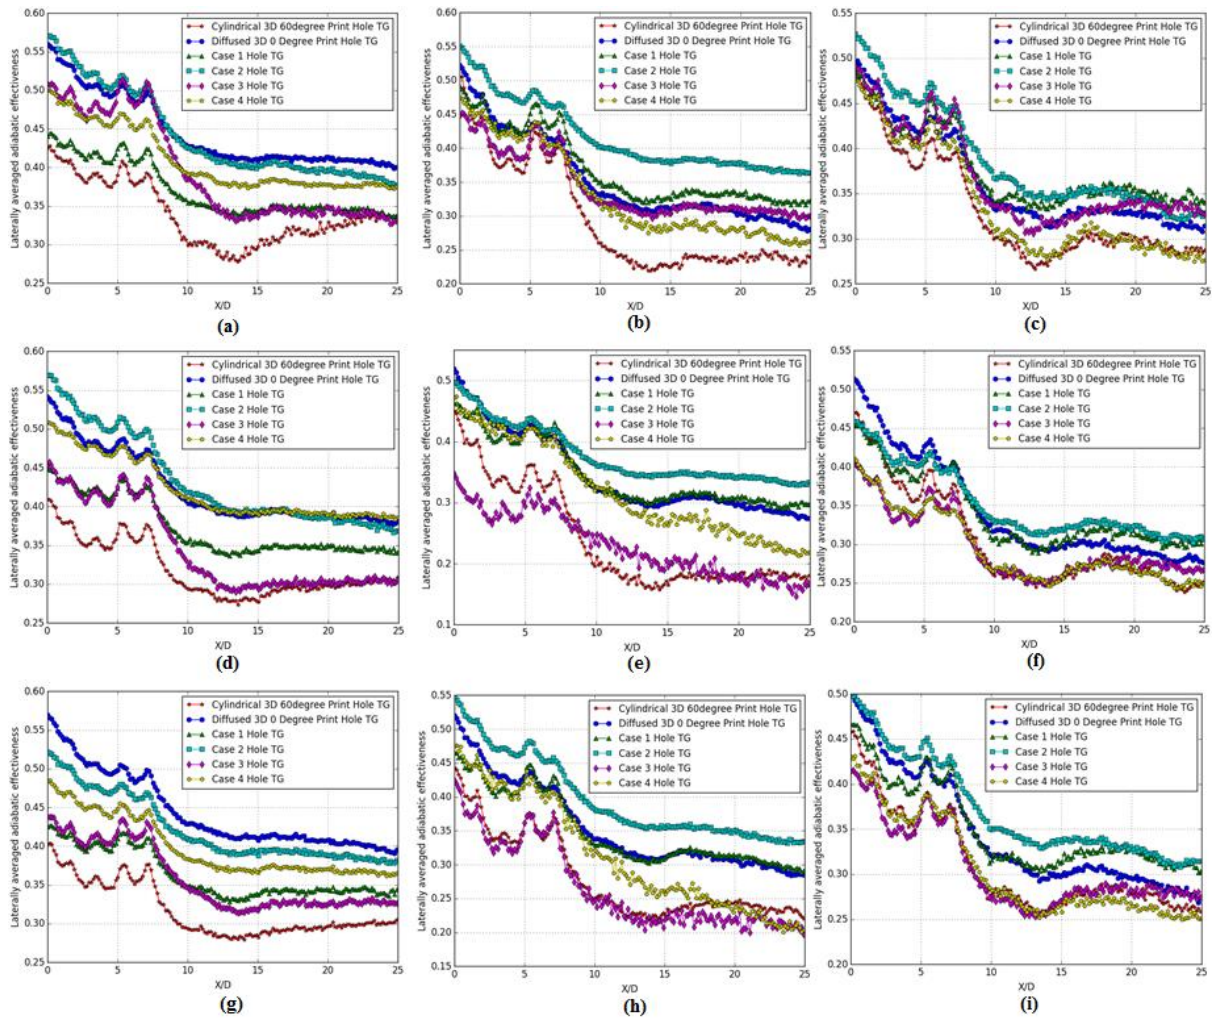 0.60
0.55
0.50
0.45
0.40
0.35
0.30
0.25
0 5 10 15 20 25
X/D
Laterally averaged adiabatic effectiveness
Cylindrical 3D 60degree Print Hole TG
Diffused 3D 0 Degree Print Hole TG
Case 1 Hole TG
Case 2 Hole TG
Case 3 Hole TG
Case 4 Hole TG
(a)
0.60
0.55
0.50
0.45
0.40
0.35
0.30
0.25
0.20
0 5 10 15 20 25
X/D
Laterally averaged adiabatic effectiveness
Cylindrical 3D 60degree Print Hole TG
Diffused 3D 0 Degree Print Hole TG
Case 1 Hole TG
Case 2 Hole TG
Case 3 Hole TG
Case 4 Hole TG
(b)
0.55
0.50
0.45
0.40
0.35
0.30
0.25
0 5 10 15 20 25
X/D
Laterally averaged adiabatic effectiveness
Cylindrical 3D 60degree Print Hole TG
Diffused 3D 0 Degree Print Hole TG
Case 1 Hole TG
Case 2 Hole TG
Case 3 Hole TG
Case 4 Hole TG
(c)
0.60
0.55
0.50
0.45
0.40
0.35
0.30
0.25
0 5 10 15 20 25
X/D
Laterally averaged adiabatic effectiveness
Cylindrical 3D 60degree Print Hole TG
Diffused 3D 0 Degree Print Hole TG
Case 1 Hole TG
Case 2 Hole TG
Case 3 Hole TG
Case 4 Hole TG
(d)
0.5
0.4
0.3
0.2
0.1
0 5 10 15 20 25
X/D
Laterally averaged adiabatic effectiveness
Cylindrical 3D 60degree Print Hole TG
Diffused 3D 0 Degree Print Hole TG
Case 1 Hole TG
Case 2 Hole TG
Case 3 Hole TG
Case 4 Hole TG
(e)
0.55
0.50
0.45
0.40
0.35
0.30
0.25
0.20
0 5 10 15 20 25
X/D
Laterally averaged adiabatic effectiveness
Cylindrical 3D 60degree Print Hole TG
Diffused 3D 0 Degree Print Hole TG
Case 1 Hole TG
Case 2 Hole TG
Case 3 Hole TG
Case 4 Hole TG
(f)
0.60
0.55
0.50
0.45
0.40
0.35
0.30
0.25
0 5 10 15 20 25
X/D
Laterally averaged adiabatic effectiveness
Cylindrical 3D 60degree Print Hole TG
Diffused 3D 0 Degree Print Hole TG
Case 1 Hole TG
Case 2 Hole TG
Case 3 Hole TG
Case 4 Hole TG
(g)
0.55
0.50
0.45
0.40
0.35
0.30
0.25
0.20
0.15
0 5 10 15 20 25
X/D
Laterally averaged adiabatic effectiveness
Cylindrical 3D 60degree Print Hole TG
Diffused 3D 0 Degree Print Hole TG
Case 1 Hole TG
Case 2 Hole TG
Case 3 Hole TG
Case 4 Hole TG
(h)
0.50
0.45
0.40
0.35
0.30
0.25
0.20
0 5 10 15 20 25
X/D
Laterally averaged adiabatic effectiveness
Cylindrical 3D 60degree Print Hole TG
Diffused 3D 0 Degree Print Hole TG
Case 1 Hole TG
Case 2 Hole TG
Case 3 Hole TG
Case 4 Hole TG
(i)